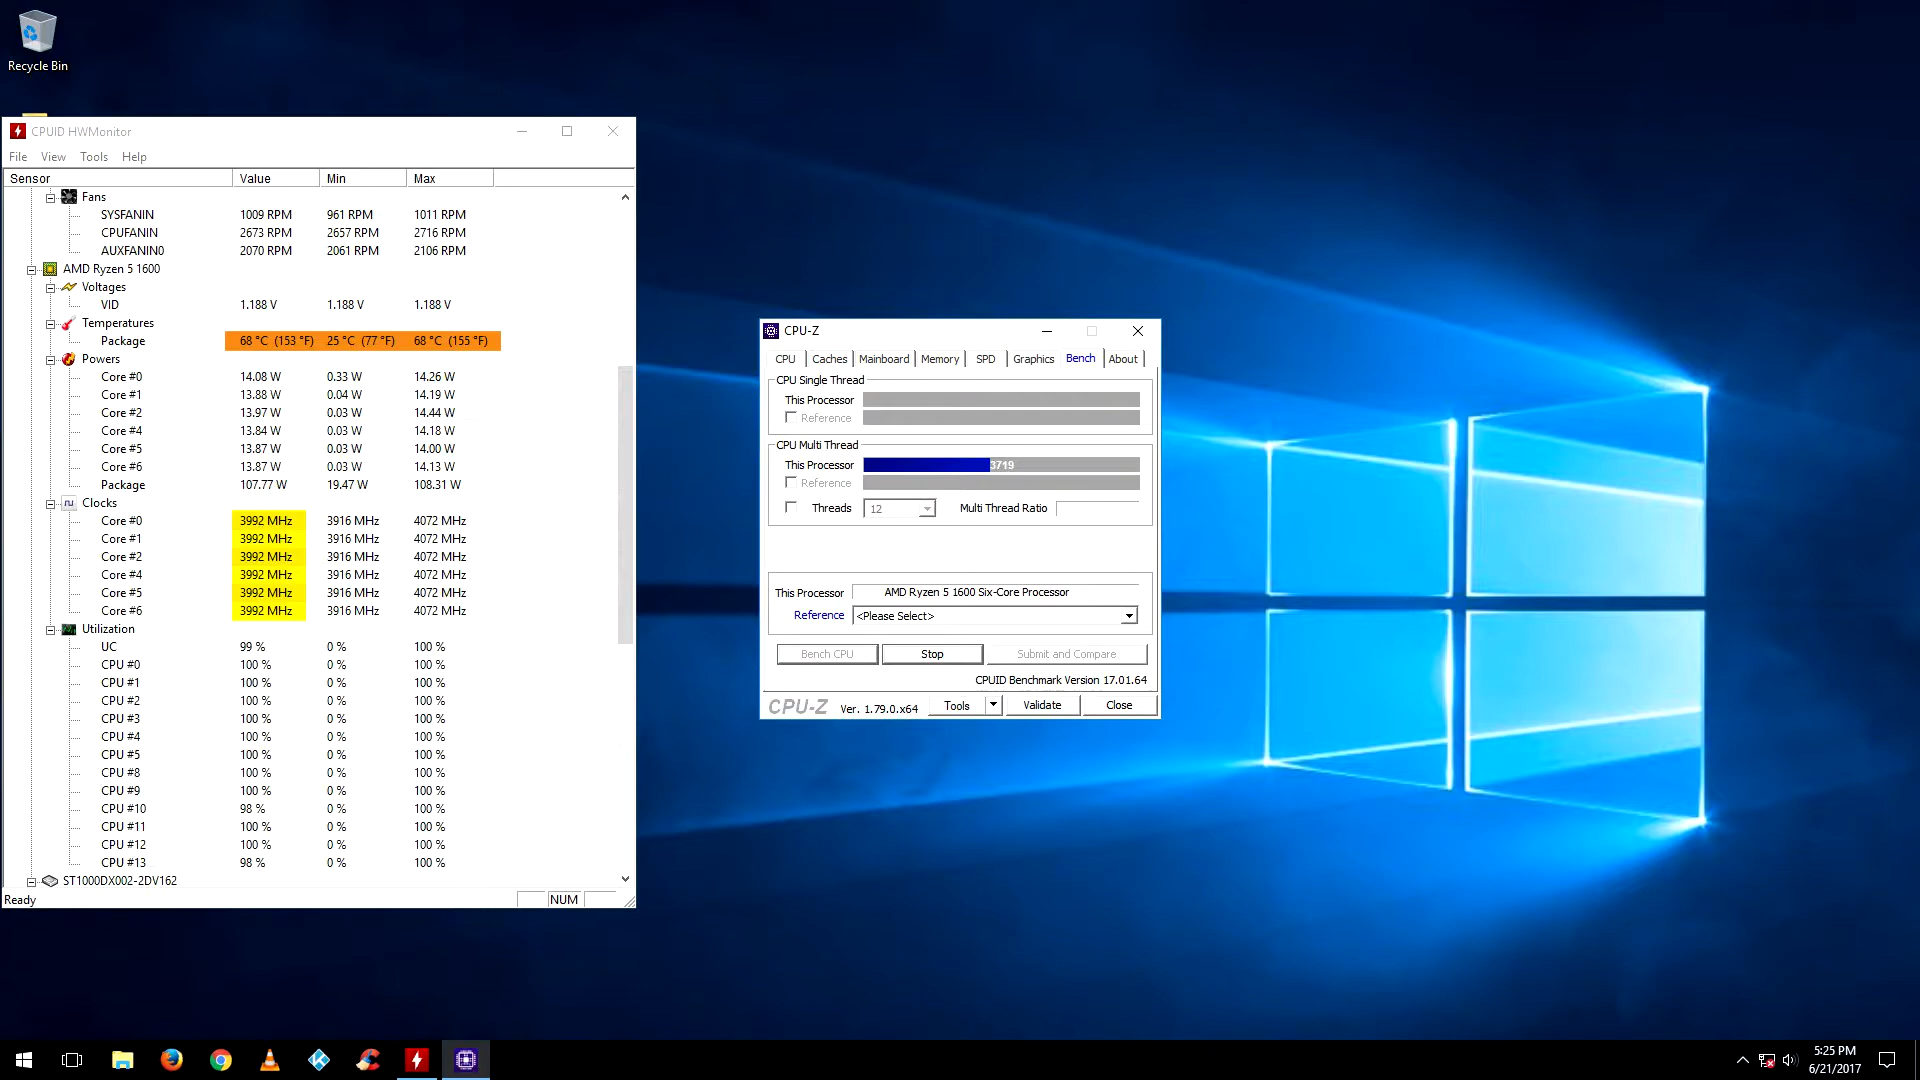 Recycle Bin
CPUID HWMonitor
File View Tools Help
Sensor Value Min Max
Fans
SYSFANIN 1009 RPM 961 RPM 1011 RPM
CPUFANIN 2673 RPM 2657 RPM 2716 RPM
AUXFANIN0 2070 RPM 2061 RPM 2106 RPM
AMD Ryzen 5 1600
Voltages
VID 1.188 V 1.188 V 1.188 V
Temperatures
Package 68 °C (153 °F) 25 °C (77 °F) 68 °C (155 °F)
Powers
Core #0 14.08 W 0.33 W 14.26 W
Core #1 13.88 W 0.04 W 14.19 W
Core #2 13.97 W 0.03 W 14.44 W
Core #4 13.84 W 0.03 W 14.18 W
Core #5 13.87 W 0.03 W 14.00 W
Core #6 13.87 W 0.03 W 14.13 W
Package 107.77 W 19.47 W 108.31 W
Clocks
Core #0 3992 MHz 3916 MHz 4072 MHz
Core #1 3992 MHz 3916 MHz 4072 MHz
Core #2 3992 MHz 3916 MHz 4072 MHz
Core #4 3992 MHz 3916 MHz 4072 MHz
Core #5 3992 MHz 3916 MHz 4072 MHz
Core #6 3992 MHz 3916 MHz 4072 MHz
Utilization
UC 99 % 0 % 100 %
CPU #0 100 % 0 % 100 %
CPU #1 100 % 0 % 100 %
CPU #2 100 % 0 % 100 %
CPU #3 100 % 0 % 100 %
CPU #4 100 % 0 % 100 %
CPU #5 100 % 0 % 100 %
CPU #8 100 % 0 % 100 %
CPU #9 100 % 0 % 100 %
CPU #10 98 % 0 % 100 %
CPU #11 100 % 0 % 100 %
CPU #12 100 % 0 % 100 %
CPU #13 98 % 0 % 100 %
ST1000DX002-2DV162
Ready NUM
CPU-Z
CPU Caches Mainboard Memory SPD Graphics Bench About
CPU Single Thread
This Processor
Reference
CPU Multi Thread
This Processor 3719
Reference
Threads 12 Multi Thread Ratio
This Processor AMD Ryzen 5 1600 Six-Core Processor
Reference <Please Select>
Bench CPU Stop Submit and Compare
CPUID Benchmark Version 17.01.64
CPU-Z Ver. 1.79.0.x64 Tools Validate Close
5:25 PM
6/21/2017